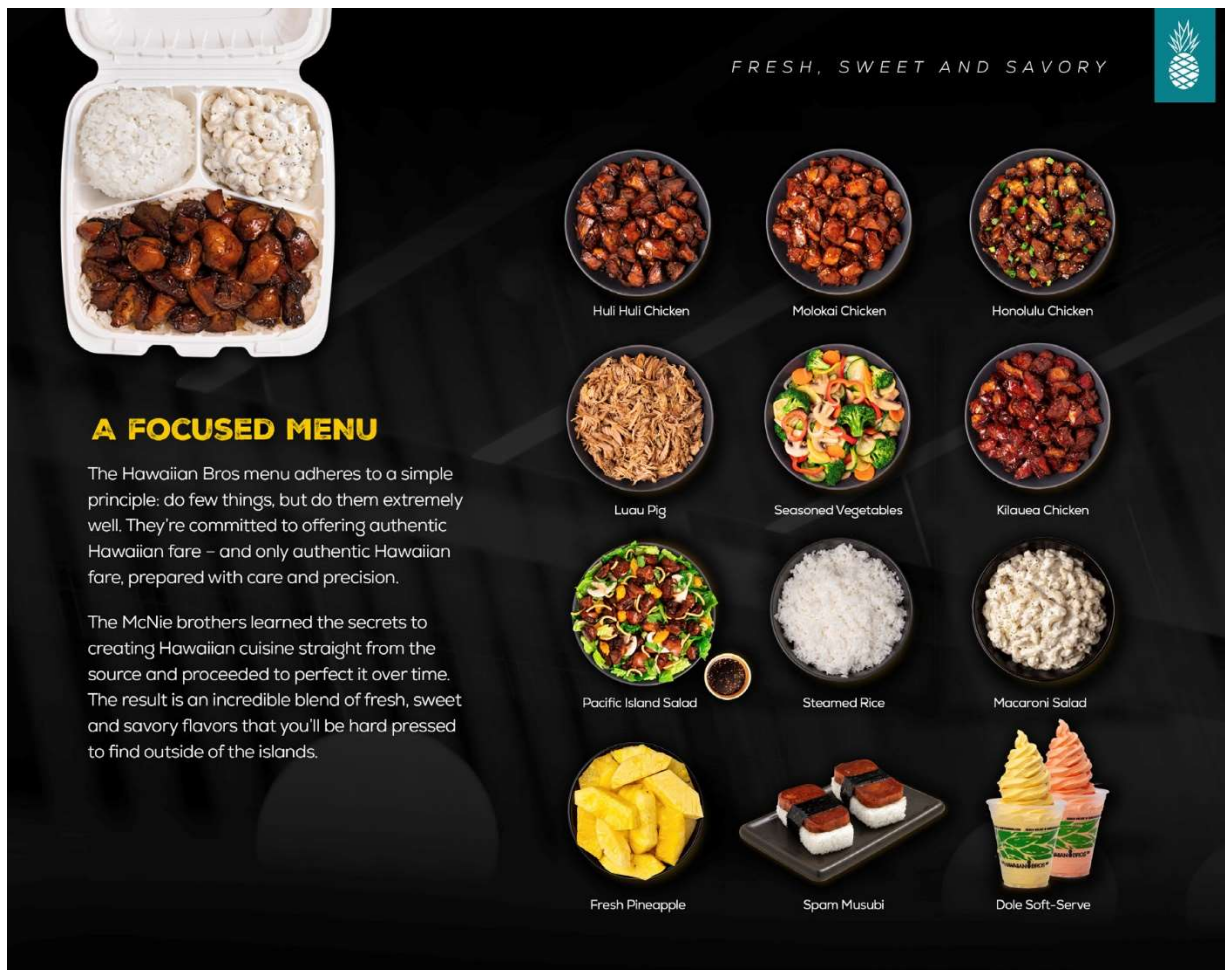 FRESH, SWEET AND SAVORY
A FOCUSED MENU
The Hawaiian Bros menu adheres to a simple
principle: do few things, but do them extremely
well. They're committed to offering authentic
Hawaiian fare – and only authentic Hawaiian
fare, prepared with care and precision.
The McNie brothers learned the secrets to
creating Hawaiian cuisine straight from the
source and proceeded to perfect it over time.
The result is an incredible blend of fresh, sweet
and savory flavors that you'll be hard pressed
to find outside of the islands.
Huli Huli Chicken
Molokai Chicken
Honolulu Chicken
Luau Pig
Seasoned Vegetables
Kilauea Chicken
Pacific Island Salad
Steamed Rice
Macaroni Salad
Fresh Pineapple
Spam Musubi
Dole Soft-Serve